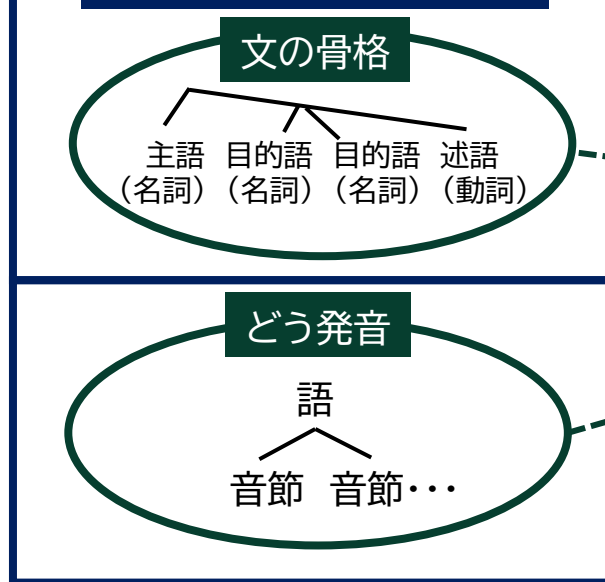 文の骨格
主語 目的語 目的語 述語
(名詞) (名詞) (名詞) (動詞)
どう発音
語
音節 音節･･･